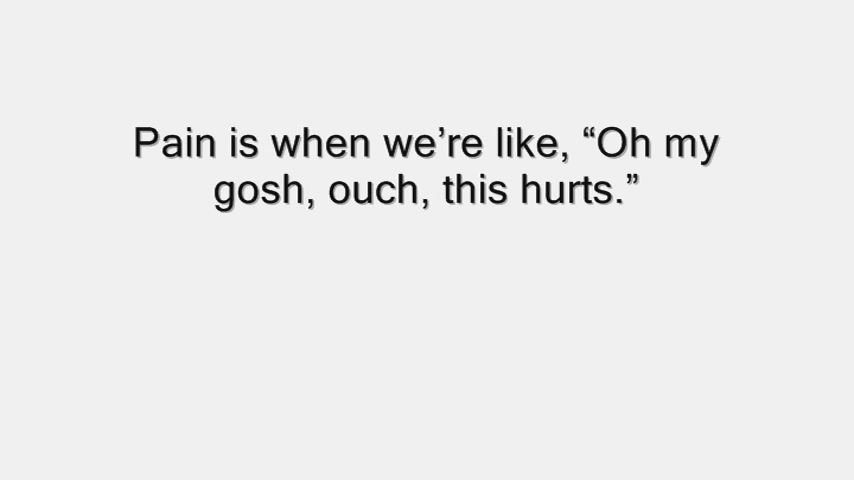 Pain is when we’re like, “Oh my
gosh, ouch, this hurts.”